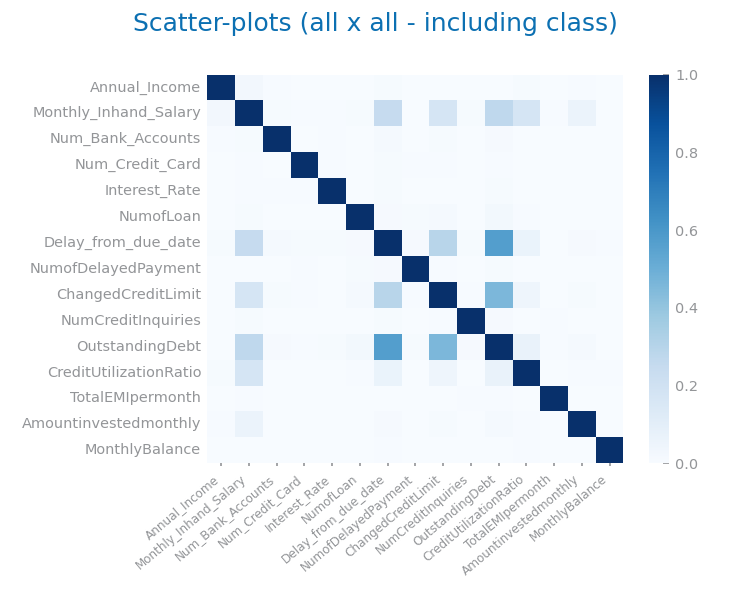 Scatter-plots (all x all - including class)
Annual_Income
Monthly_Inhand_Salary
Num_Bank_Accounts
Num_Credit_Card
Interest_Rate
NumofLoan
Delay_from_due_date
NumofDelayedPayment
ChangedCreditLimit
NumCreditInquiries
OutstandingDebt
CreditUtilizationRatio
TotalEMIpermonth
Amountinvestedmonthly
MonthlyBalance
1.0
0.8
0.6
0.4
0.2
0.0
Annual_Income
Monthly_Inhand_Salary
Num_Bank_Accounts
Num_Credit_Card
Interest_Rate
NumofLoan
Delay_from_due_date
NumofDelayedPayment
ChangedCreditLimit
NumCreditInquiries
OutstandingDebt
CreditUtilizationRatio
TotalEMIpermonth
Amountinvestedmonthly
MonthlyBalance